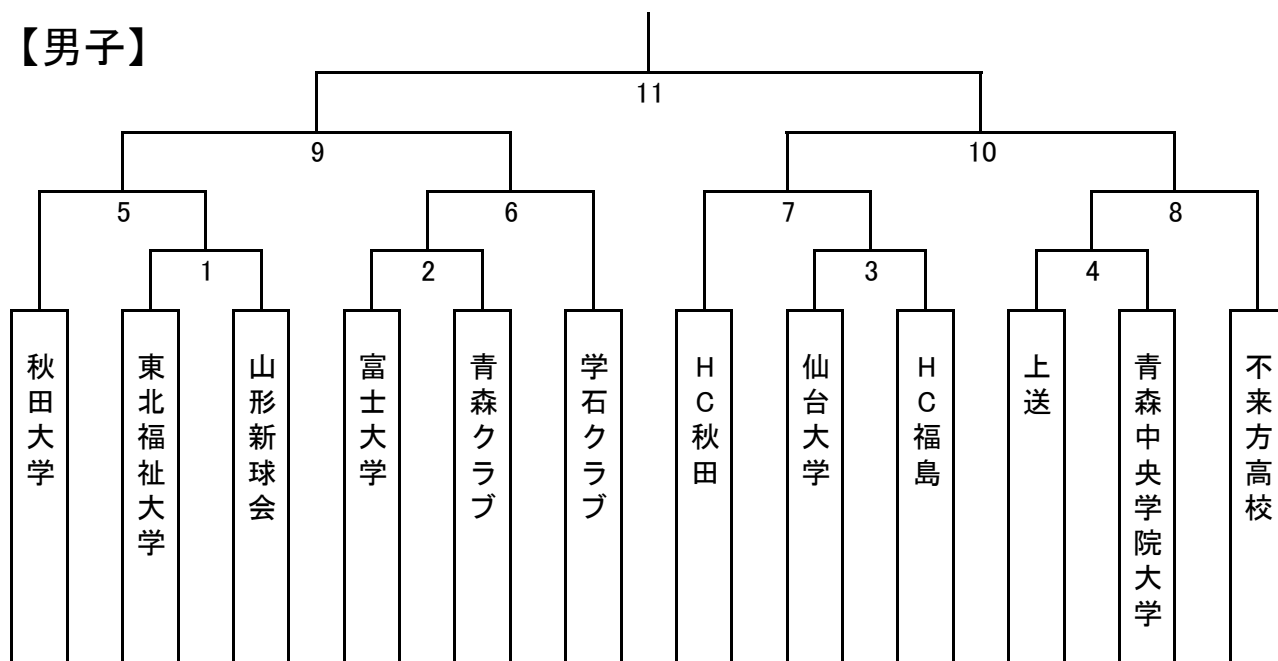 【男子】
11
9
10
5
6
7
8
1
2
3
4
秋田大学
東北福祉大学
山形新球会
富士大学
青森クラブ
学石クラブ
HC秋田
仙台大学
HC福島
上送
青森中央学院大学
不来方高校